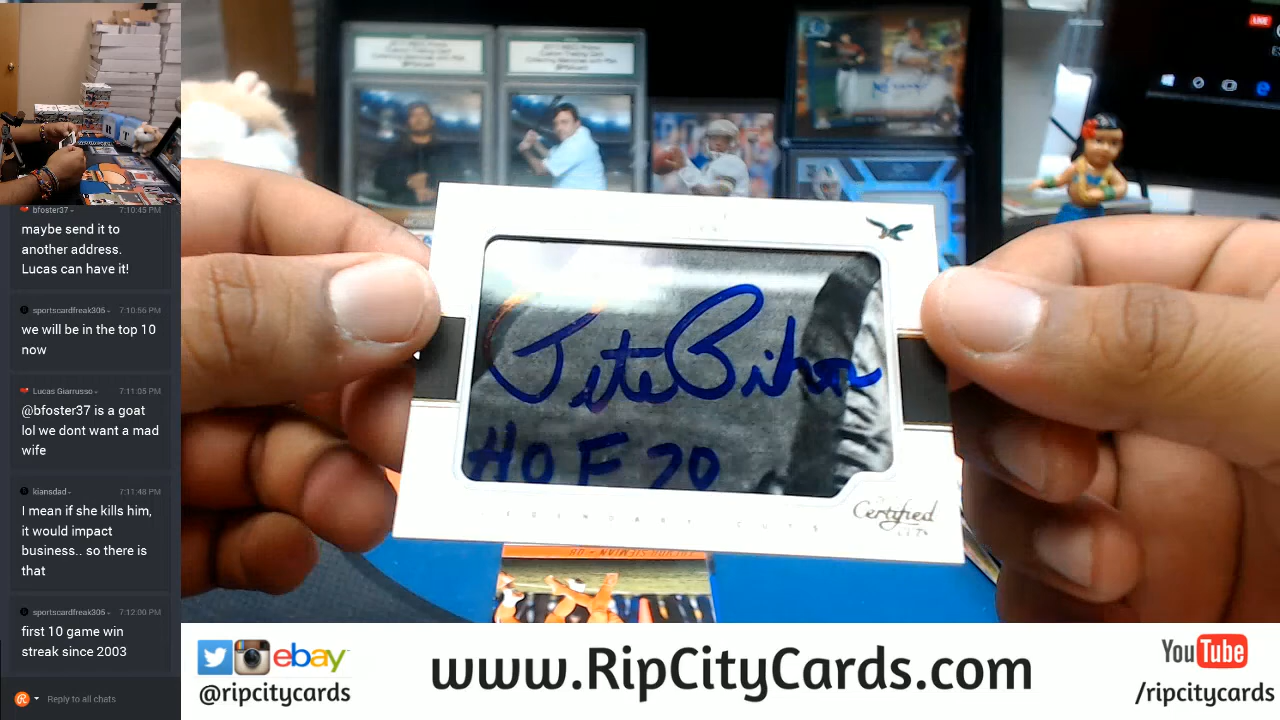 bfoster37 7:10:45 PM
maybe send it to
another address.
Lucas can have it!
sportscardfreak305 7:10:56 PM
we will be in the top 10
now
Lucas Giarrusso 7:11:05 PM
@bfoster37 is a goat
lol we dont want a mad
wife
kiansdad 7:11:48 PM
I mean if she kills him,
it would impact
business.. so there is
that
sportscardfreak305 7:12:00 PM
first 10 game win
streak since 2003
Reply to all chats
LIVE
HOF 70
LEGENDARY CUTS
Certified
ebay
@ripcitycards
www.RipCityCards.com
YouTube
/ripcitycards